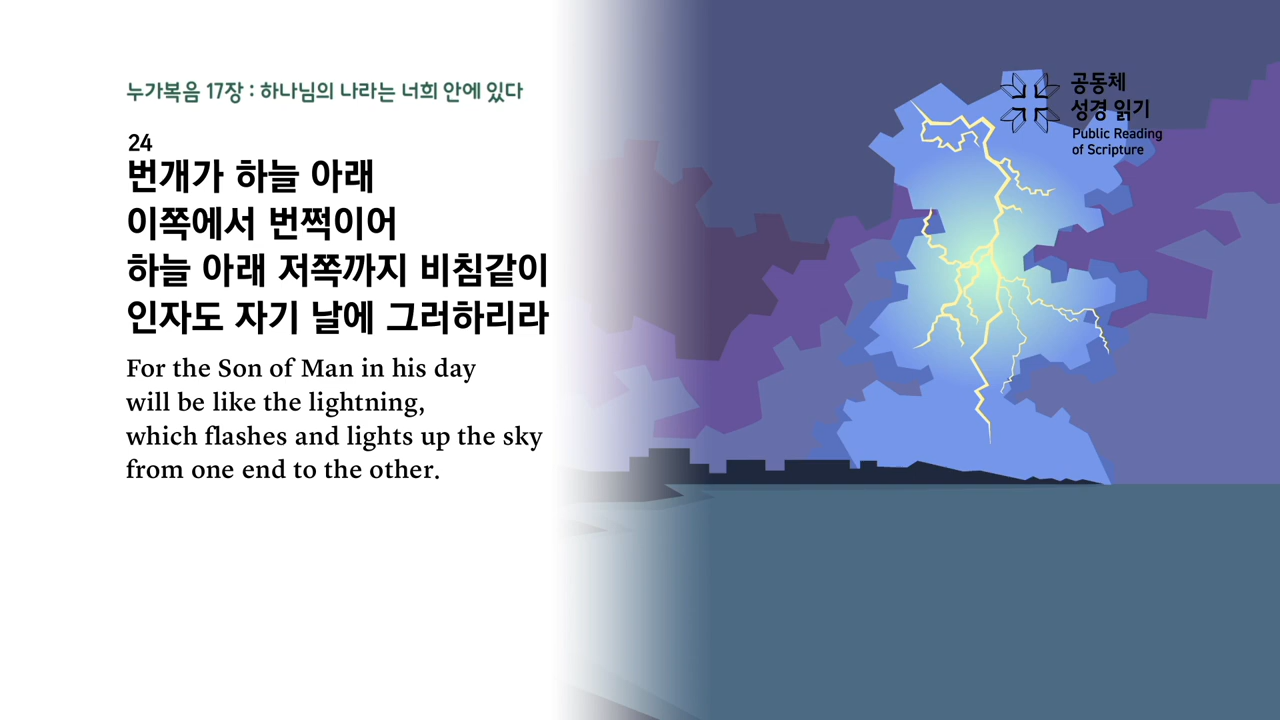 누가복음 17장 : 하나님의 나라는 너희 안에 있다
24
번개가 하늘 아래
이쪽에서 번쩍이어
하늘 아래 저쪽까지 비침같이
인자도 자기 날에 그러하리라
For the Son of Man in his day
will be like the lightning,
which flashes and lights up the sky
from one end to the other.
공동체
성경 읽기
Public Reading
of Scripture